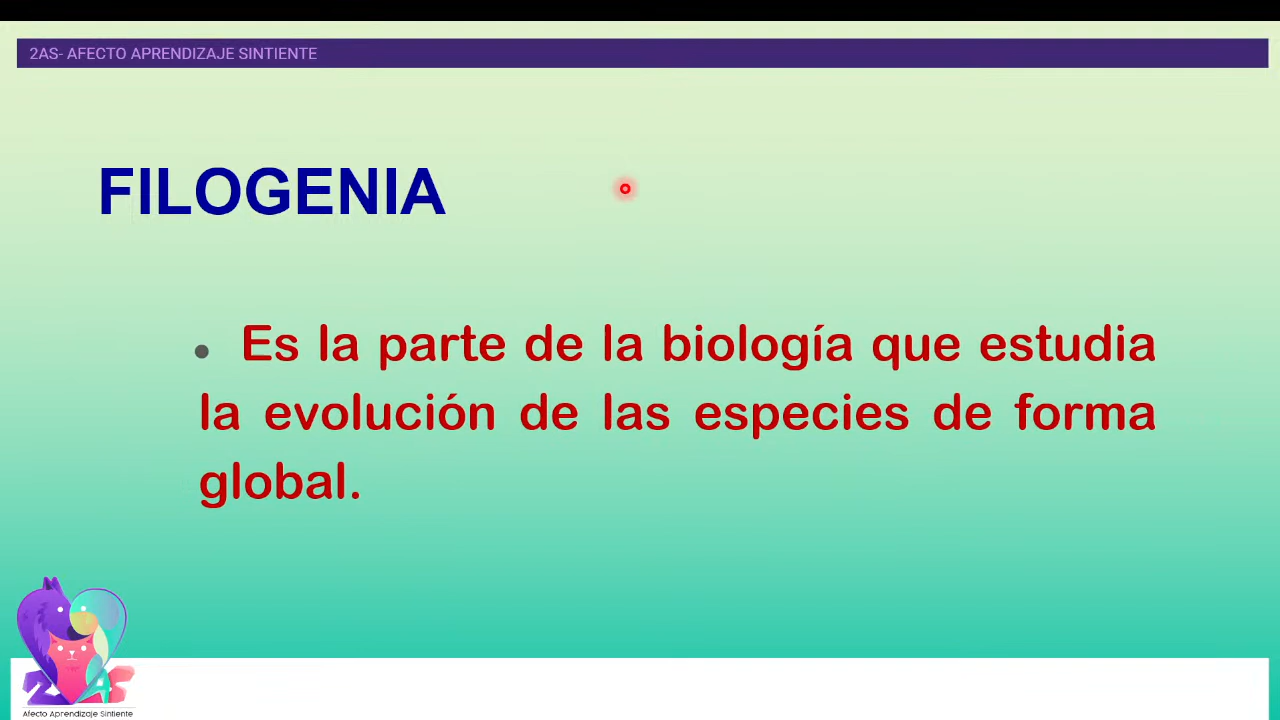 2AS- AFECTO APRENDIZAJE SINTIENTE
FILOGENIA
• Es la parte de la biología que estudia
la evolución de las especies de forma
global.
2AS
Afecto Aprendizaje Sintiente